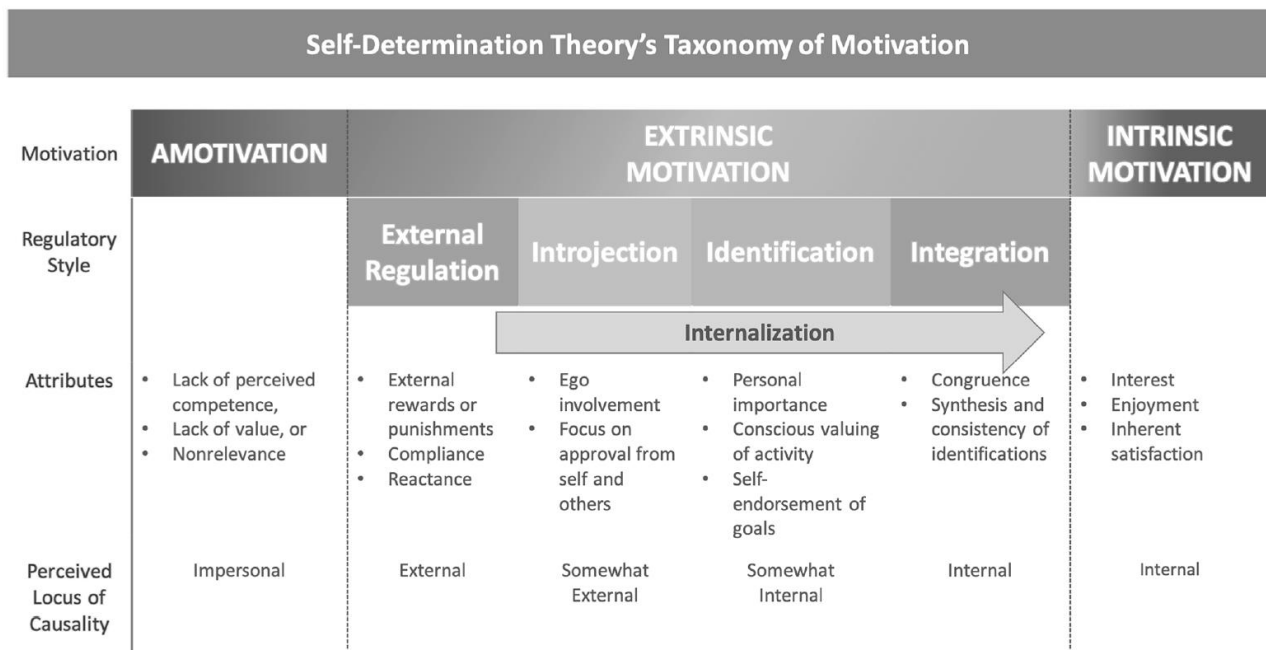 Self-Determination Theory's Taxonomy of Motivation
Motivation
AMOTIVATION
EXTRINSIC
MOTIVATION
INTRINSIC
MOTIVATION
Regulatory
Style
External
Regulation
Introjection
Identification
Integration
Internalization
Attributes
• Lack of perceived
competence,
• Lack of value, or
• Nonrelevance
• External
rewards or
punishments
• Compliance
• Reactance
• Ego
involvement
• Focus on
approval from
self and
others
• Personal
importance
• Conscious valuing
of activity
• Self-
endorsement of
goals
• Congruence
• Synthesis and
consistency of
identifications
• Interest
• Enjoyment
• Inherent
satisfaction
Perceived
Locus of
Causality
Impersonal
External
Somewhat
External
Somewhat
Internal
Internal
Internal